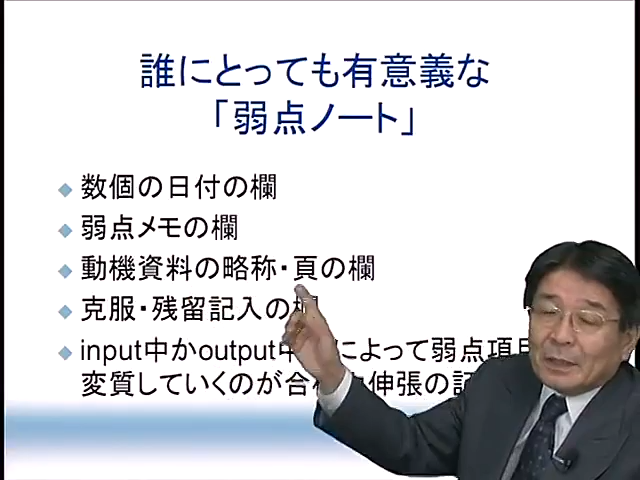 誰にとっても有意義な
「弱点ノート」
◆ 数個の日付の欄
◆ 弱点メモの欄
◆ 動機資料の略称・頁の欄
◆ 克服・残留記入の欄
◆ input中かoutput中 によって弱点項目
変質していくのが合 伸張の記